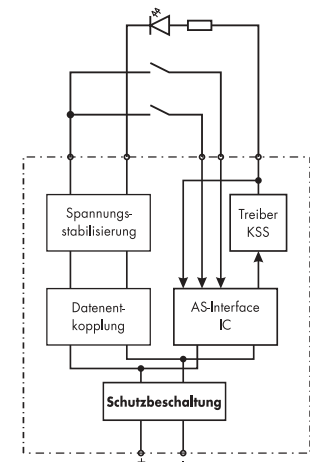 Spannungs-
stabilisierung
Treiber
KSS
Datenent-
kopplung
AS-Interface
IC
Schutzbeschaltung
+ -